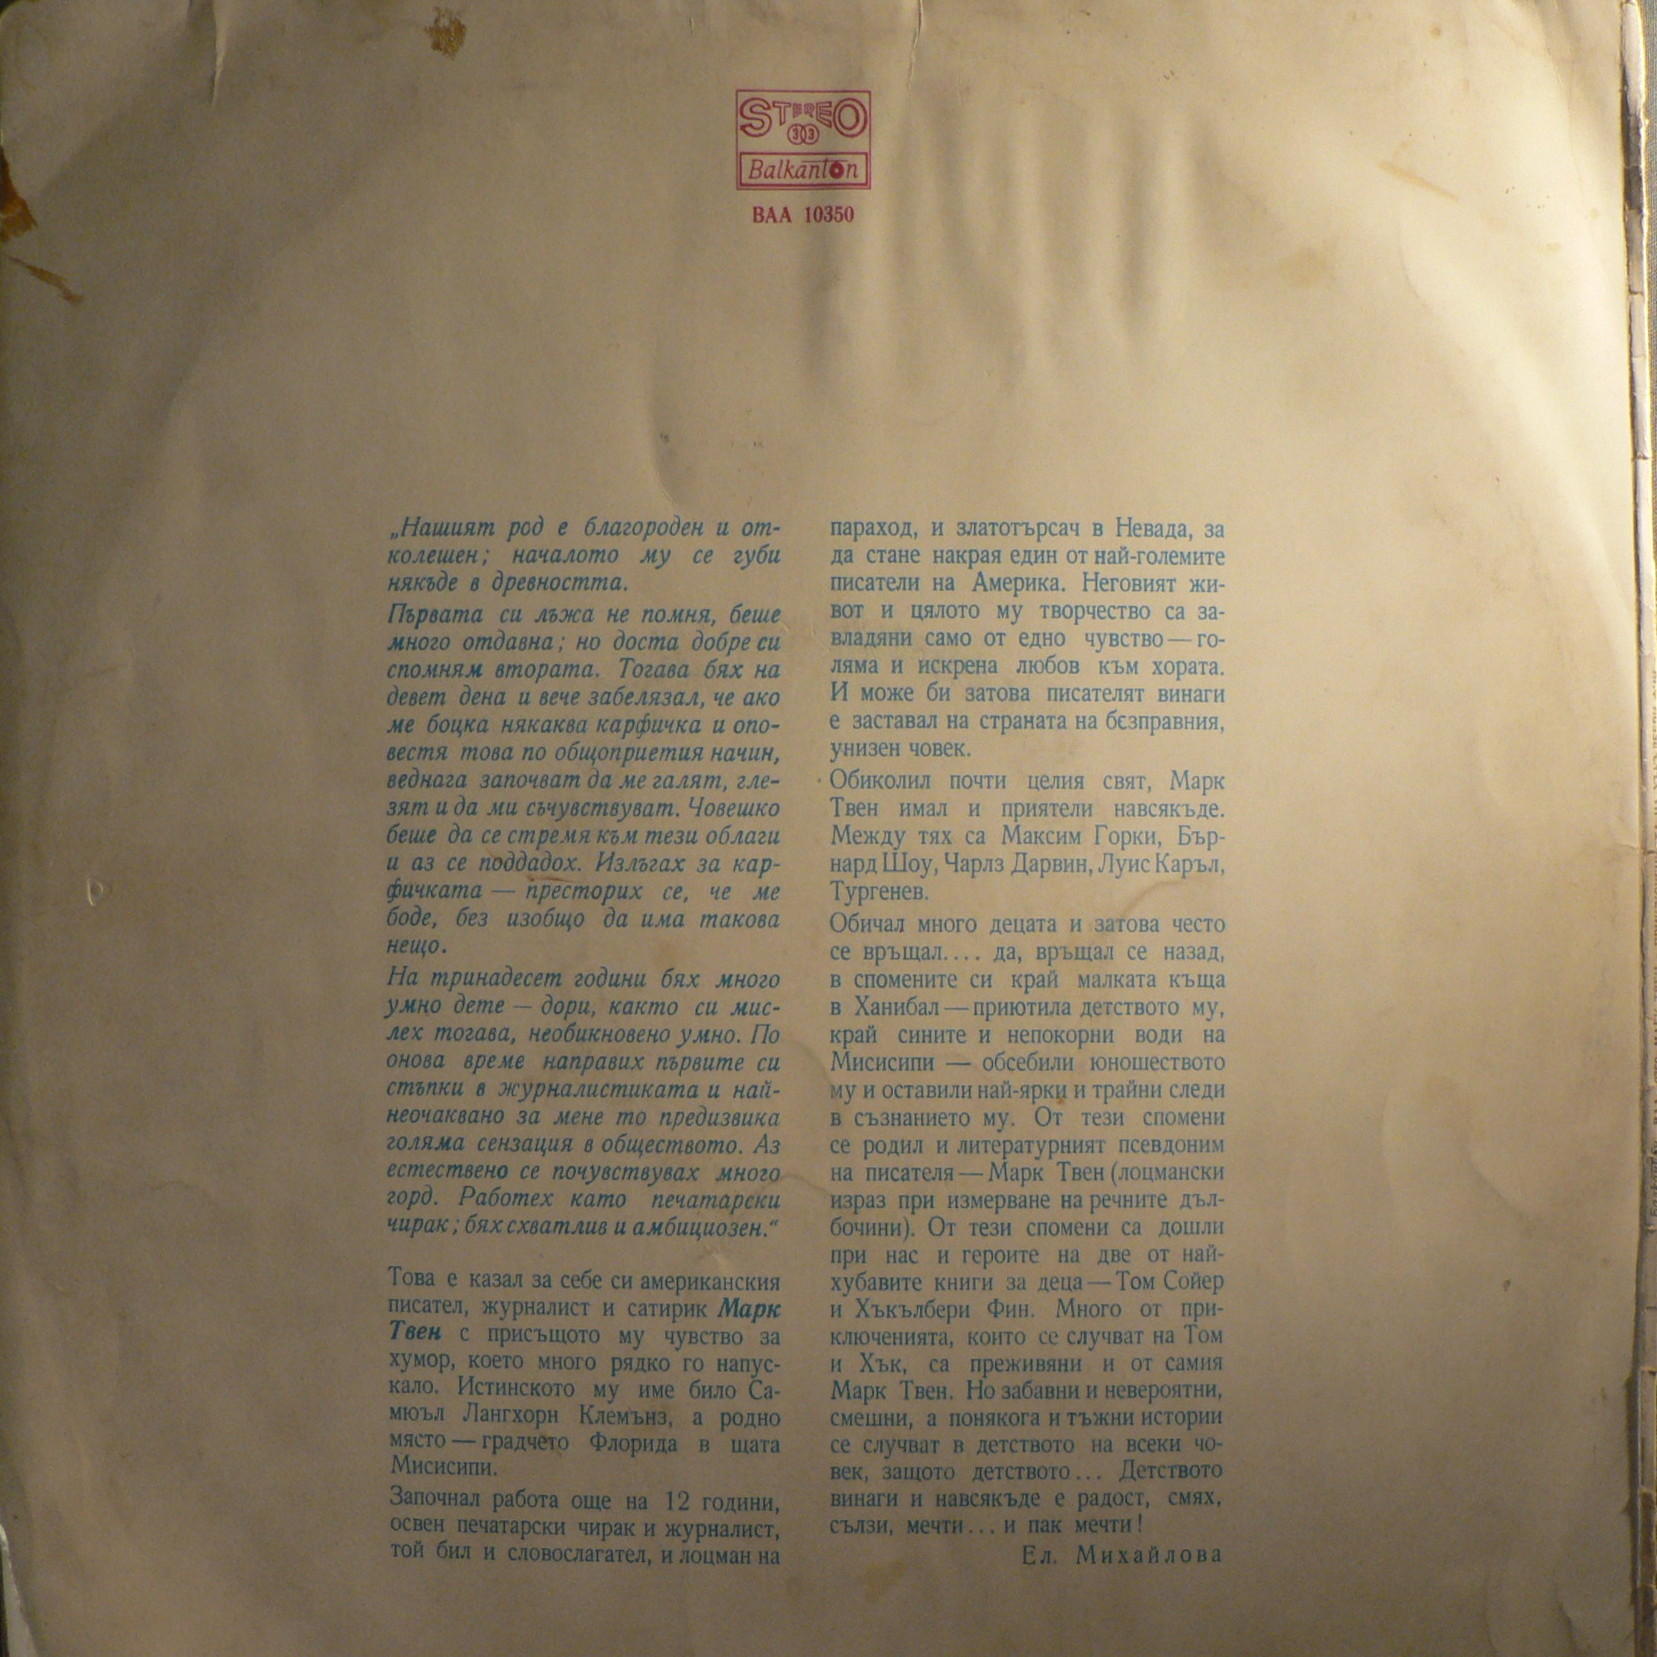 STEREO
33
Balkanton
ВАА 10350
„Нашият род е благороден и от-
колешен; началото му се губи
някъде в древността.
Първата си лъжа не помня, беше
много отдавна; но доста добре си
спомням втората. Тогава бях на
девет дена и вече забелязал, че ако
ме боцка някаква карфичка и опо-
вестя това по общоприетия начин,
веднага започват да ме галят, гле-
зят и да ми съчувствуват. Човешко
беше да се стремя към тези облаги
и аз се поддадох. Излъгах за кар-
фичката — престорих се, че ме
боде, без изобщо да има такова
нещо.
На тринадесет години бях много
умно дете — дори, както си мис-
лех тогава, необикновено умно. По
онова време направих първите си
стъпки в журналистиката и най-
неочаквано за мене то предизвика
голяма сензация в обществото. Аз
естествено се почувствувах много
горд. Работех като печатарски
чирак; бях схватлив и амбициозен.“
Това е казал за себе си американския
писател, журналист и сатирик Марк
Твен с присъщото му чувство за
хумор, което много рядко го напус-
кало. Истинското му име било Са-
мюъл Лангхорн Клемънз, а родно
място — градчето Флорида в щата
Мисисипи.
Започнал работа още на 12 години,
освен печатарски чирак и журналист,
той бил и словослагател, и лоцман на
параход, и златотърсач в Невада, за
да стане накрая един от най-големите
писатели на Америка. Неговият жи-
вот и цялото му творчество са за-
владяни само от едно чувство — го-
ляма и искрена любов към хората.
И може би затова писателят винаги
е заставал на страната на безправния,
унизен човек.
Обиколил почти целия свят, Марк
Твен имал и приятели навсякъде.
Между тях са Максим Горки, Бър-
нард Шоу, Чарлз Дарвин, Луис Каръл,
Тургенев.
Обичал много децата и затова често
се връщал.... да, връщал се назад,
в спомените си край малката къща
в Ханибал — приютила детството му,
край сините и непокорни води на
Мисисипи — обсебили юношеството
му и оставили най-ярки и трайни следи
в съзнанието му. От тези спомени
се родил и литературният псевдоним
на писателя — Марк Твен (лоцмански
израз при измерване на речните дъл-
бочини). От тези спомени са дошли
при нас и героите на две от най-
хубавите книги за деца — Том Сойер
и Хъкълбери Фин. Много от при-
ключенията, които се случват на Том
и Хък, са преживяни и от самия
Марк Твен. Но забавни и невероятни,
смешни, а понякога и тъжни истории
се случват в детството на всеки чо-
век, защото детството... Детството
винаги и навсякъде е радост, смях,
сълзи, мечти... и пак мечти!
Ел. Михайлова